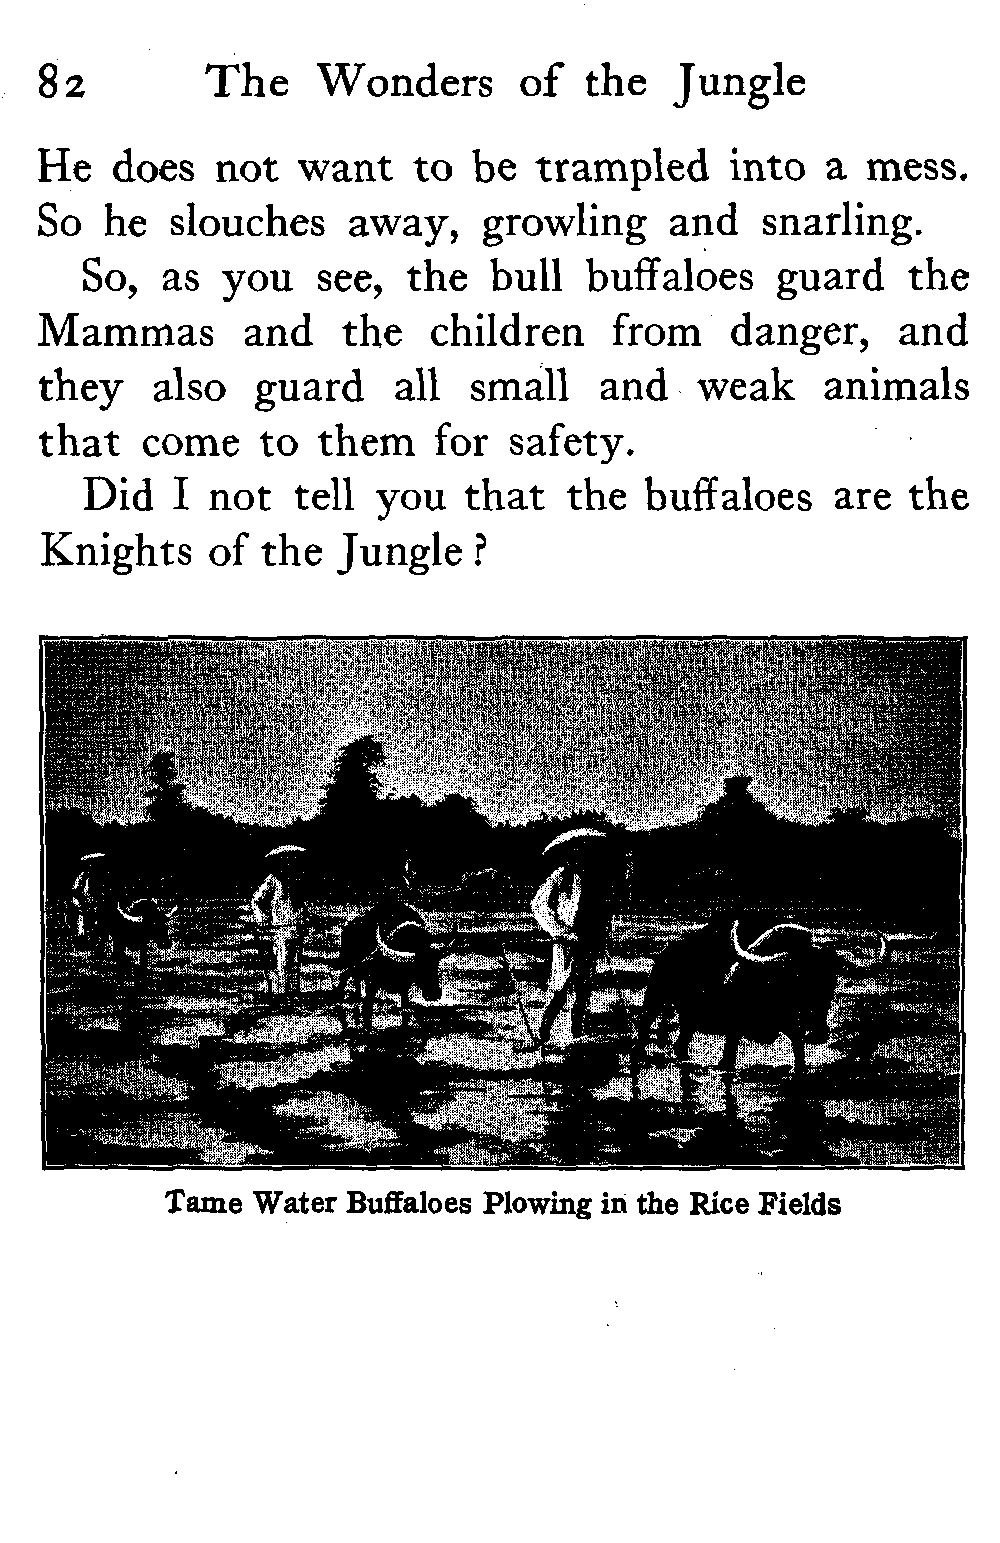 82 The Wonders of the Jungle
He does not want to be trampled into a mess.
So he slouches away, growling and snarling.
So, as you see, the bull buffaloes guard the
Mammas and the children from danger, and
they also guard all small and weak animals
that come to them for safety.
Did I not tell you that the buffaloes are the
Knights of the Jungle?
Tame Water Buffaloes Plowing in the Rice Fields